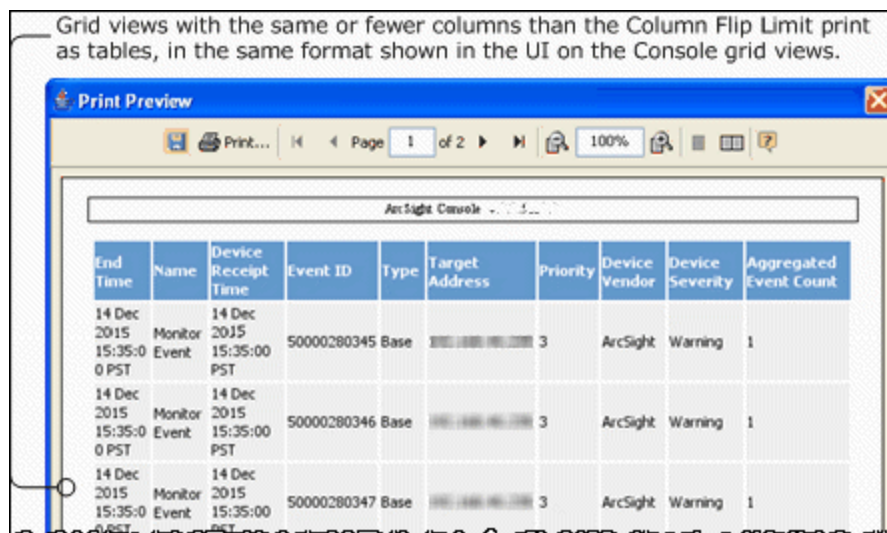 Grid views with the same or fewer columns than the Column Flip Limit print
as tables, in the same format shown in the UI on the Console grid views.
Print Preview
Print... Page 1 of 2 100%
ArcSight Console
End Time Name Device Receipt Time Event ID Type Target Address Priority Device Vendor Device Severity Aggregated Event Count
14 Dec 2015 15:35:00 PST Monitor Event 14 Dec 2015 15:35:00 PST 50000280345 Base 3 ArcSight Warning 1
14 Dec 2015 15:35:00 PST Monitor Event 14 Dec 2015 15:35:00 PST 50000280346 Base 3 ArcSight Warning 1
14 Dec 2015 15:35:00 PST Monitor Event 14 Dec 2015 15:35:00 PST 50000280347 Base 3 ArcSight Warning 1